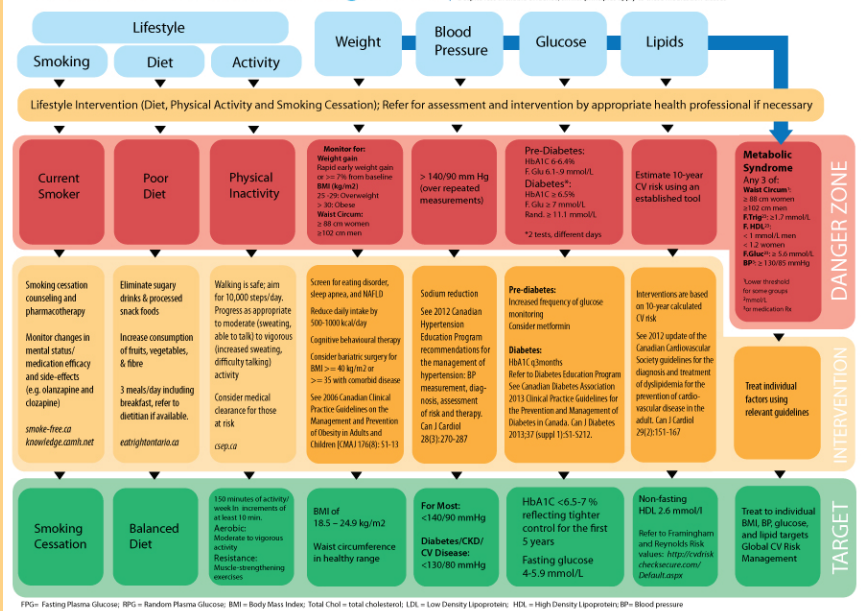 Lifestyle
Smoking
Diet
Activity
Weight
Blood
Pressure
Glucose
Lipids
Lifestyle Intervention (Diet, Physical Activity and Smoking Cessation); Refer for assessment and intervention by appropriate health professional if necessary
DANGER ZONE
Current
Smoker
Poor
Diet
Physical
Inactivity
Monitor for:
Weight gain
Rapid early weight gain
or >= 7% from baseline
BMI (kg/m2)
25 -29: Overweight
> 30: Obese
Waist Circum:
≥ 88 cm women
≥102 cm men
> 140/90 mm Hg
(over repeated
measurements)
Pre-Diabetes:
HbA1C 6-6.4%
F. Glu 6.1–9 mmol/L
Diabetes*:
HbA1C ≥ 6.5%
F. Glu ≥ 7 mmol/L
Rand. ≥ 11.1 mmol/L
*2 tests, different days
Estimate 10-year
CV risk using an
established tool
Metabolic
Syndrome
Any 3 of:
Waist Circum¹:
≥ 88 cm women
≥102 cm men
F.Trig²³: ≥1.7 mmol/L
F. HDL²³:
< 1 mmol/L men
< 1.2 women
F.Gluc²³: ≥ 5.6 mmol/L
BP³: ≥ 130/85 mmHg
¹Lower threshold
for some groups
²mmol/L
³or medication Rx
INTERVENTION
Smoking cessation
counseling and
pharmacotherapy
Monitor changes in
mental status/
medication efficacy
and side-effects
(e.g. olanzapine and
clozapine)
smoke-free.ca
knowledge.camh.net
Eliminate sugary
drinks & processed
snack foods
Increase consumption
of fruits, vegetables,
& fibre
3 meals/day including
breakfast, refer to
dietitian if available.
eatrightontario.ca
Walking is safe; aim
for 10,000 steps/day.
Progress as appropriate
to moderate (sweating,
able to talk) to vigorous
(increased sweating,
difficulty talking)
activity
Consider medical
clearance for those
at risk
csep.ca
Screen for eating disorder,
sleep apnea, and NAFLD
Reduce daily intake by
500-1000 kcal/day
Cognitive behavioural therapy
Consider bariatric surgery for
BMI >= 40 kg/m2 or
>= 35 with comorbid disease
See 2006 Canadian Clinical
Practice Guidelines on the
Management and Prevention
of Obesity in Adults and
Children [CMAJ 176(8): S1-13
Sodium reduction
See 2012 Canadian
Hypertension
Education Program
recommendations for
the management of
hypertension: BP
measurement, diag-
nosis, assessment
of risk and therapy.
Can J Cardiol
28(3):270-287
Pre-diabetes:
Increased frequency of glucose
monitoring
Consider metformin
Diabetes:
HbA1C q3months
Refer to Diabetes Education Program
See Canadian Diabetes Association
2013 Clinical Practice Guidelines for
the Prevention and Management of
Diabetes in Canada. Can J Diabetes
2013;37 (suppl 1):S1-S212.
Interventions are based
on 10-year calculated
CV risk
See 2012 update of the
Canadian Cardiovascular
Society guidelines for the
diagnosis and treatment
of dyslipidemia for the
prevention of cardio-
vascular disease in the
adult. Can J Cardiol
29(2):151-167
Treat individual
factors using
relevant guidelines
TARGET
Smoking
Cessation
Balanced
Diet
150 minutes of activity/
week In increments of
at least 10 min.
Aerobic:
Moderate to vigorous
activity
Resistance:
Muscle-strengthening
exercises
BMI of
18.5 – 24.9 kg/m2
Waist circumference
in healthy range
For Most:
<140/90 mmHg
Diabetes/CKD/
CV Disease:
<130/80 mmHg
HbA1C <6.5-7 %
reflecting tighter
control for the first
5 years
Fasting glucose
4-5.9 mmol/L
Non-fasting
HDL 2.6 mmol/l
Refer to Framingham
and Reynolds Risk
values: http://cvdrisk
checksecure.com/
Default.aspx
Treat to individual
BMI, BP, glucose,
and lipid targets
Global CV Risk
Management
FPG= Fasting Plasma Glucose; RPG = Random Plasma Glucose; BMI = Body Mass Index; Total Chol = total cholesterol; LDL = Low Density Lipoprotein; HDL = High Density Lipoprotein; BP= Blood pressure